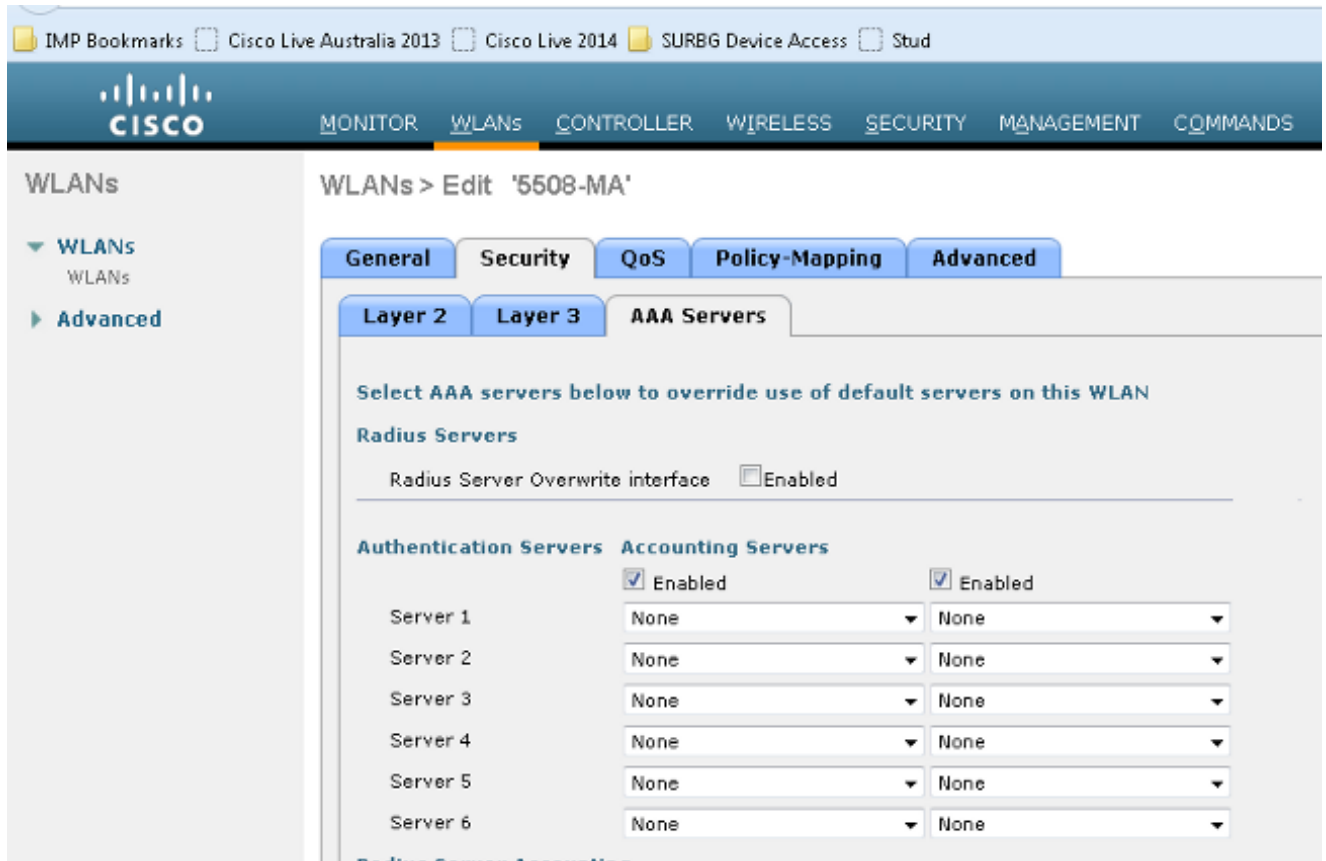 IMP Bookmarks Cisco Live Australia 2013 Cisco Live 2014 SURBG Device Access Stud
CISCO
MONITOR WLANs CONTROLLER WIRELESS SECURITY MANAGEMENT COMMANDS
WLANs
WLANs > Edit '5508-MA'
WLANs
WLANs
Advanced
General Security QoS Policy-Mapping Advanced
Layer 2 Layer 3 AAA Servers
Select AAA servers below to override use of default servers on this WLAN
Radius Servers
Radius Server Overwrite interface Enabled
Authentication Servers Accounting Servers
Enabled Enabled
Server 1 None None
Server 2 None None
Server 3 None None
Server 4 None None
Server 5 None None
Server 6 None None
Radius Server Accounting